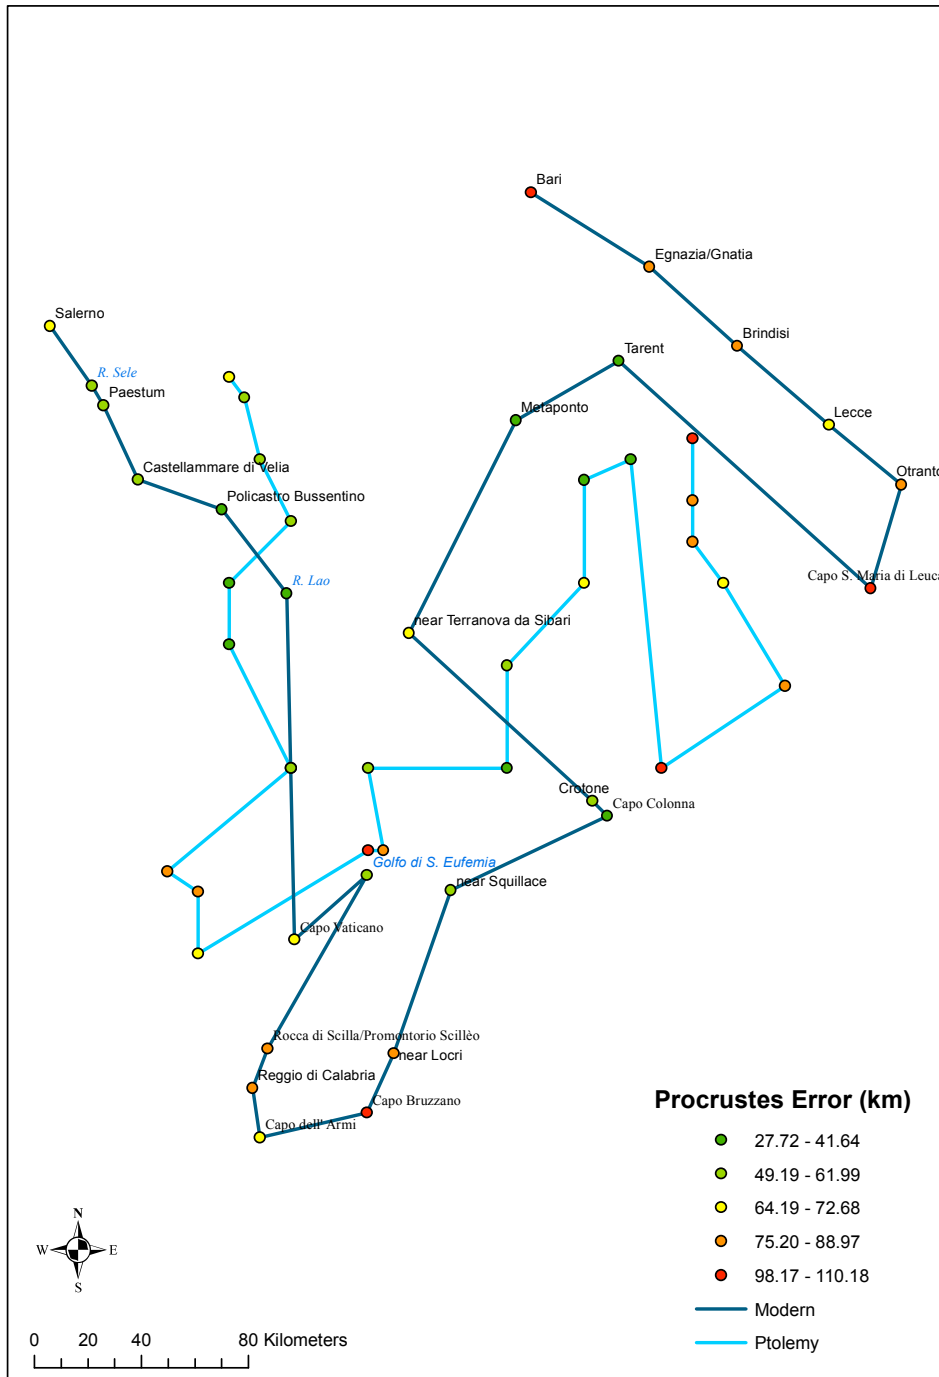 Bari
Egnazia/Gnatia
Salerno
Brindisi
Tarent
R. Sele
Paestum
Metaponto
Lecce
Castellammare di Velia
Otranto
Policastro Bussentino
R. Lao
Capo S. Maria di Leuca
near Terranova da Sibari
Crotone
Capo Colonna
Golfo di S. Eufemia
near Squillace
Capo Vaticano
Rocca di Scilla/Promontorio Scillèo
near Locri
Reggio di Calabria
Capo Bruzzano
Capo dell' Armi
Procrustes Error (km)
27.72 - 41.64
49.19 - 61.99
64.19 - 72.68
75.20 - 88.97
98.17 - 110.18
Modern
Ptolemy
N
W E
S
0 20 40 80 Kilometers